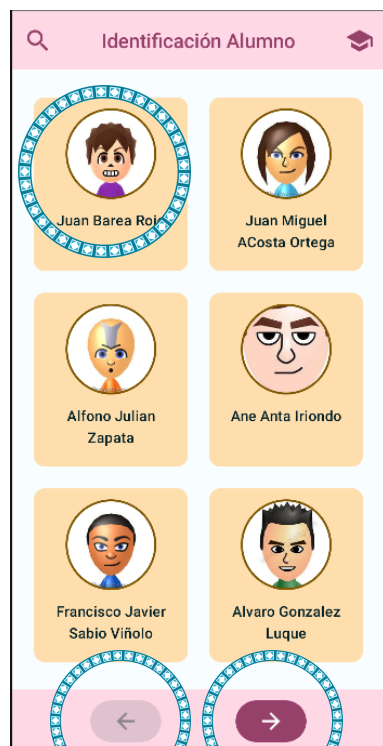 Identificación Alumno
Juan Barea
Juan Miguel
ACosta Ortega
Alfono Julian
Zapata
Ane Anta Iriondo
Francisco Javier
Sabio Viñolo
Alvaro Gonzalez
Luque